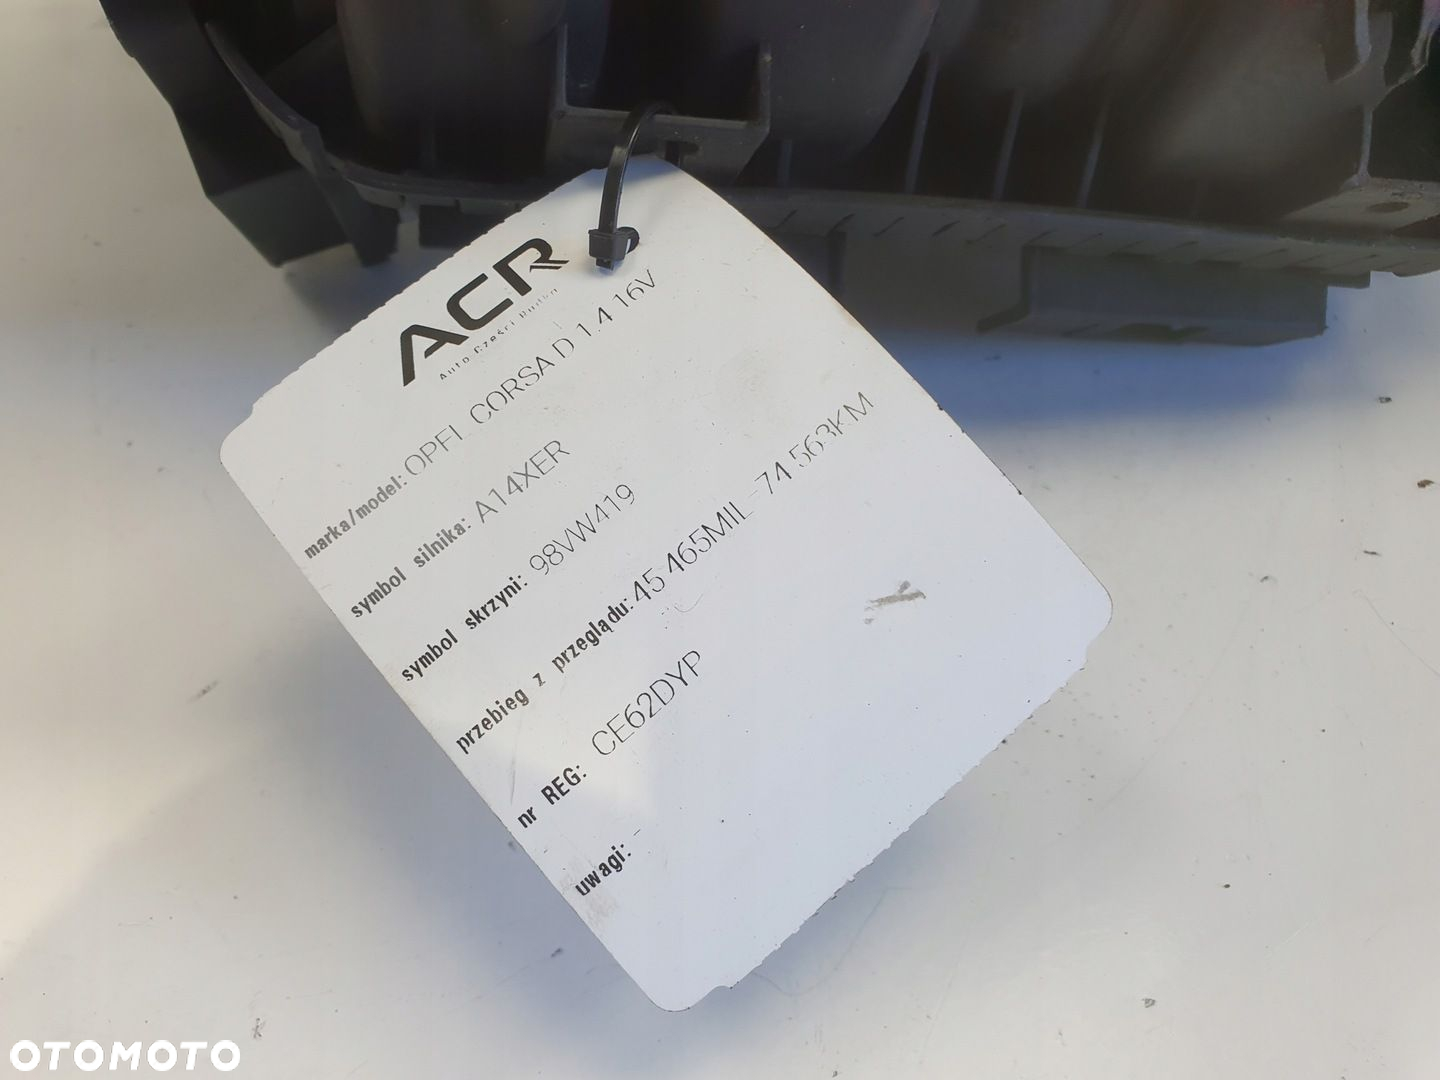 ACR
Auto Części Rudka
marka/model: OPEL CORSA D 1.4 16V
symbol silnika: A14XER
symbol skrzyni: 98VW419
przebieg z przeglądu: 45 465MIL-74 563KM
nr REG: CE62DYP
uwagi: -
OTOMOTO